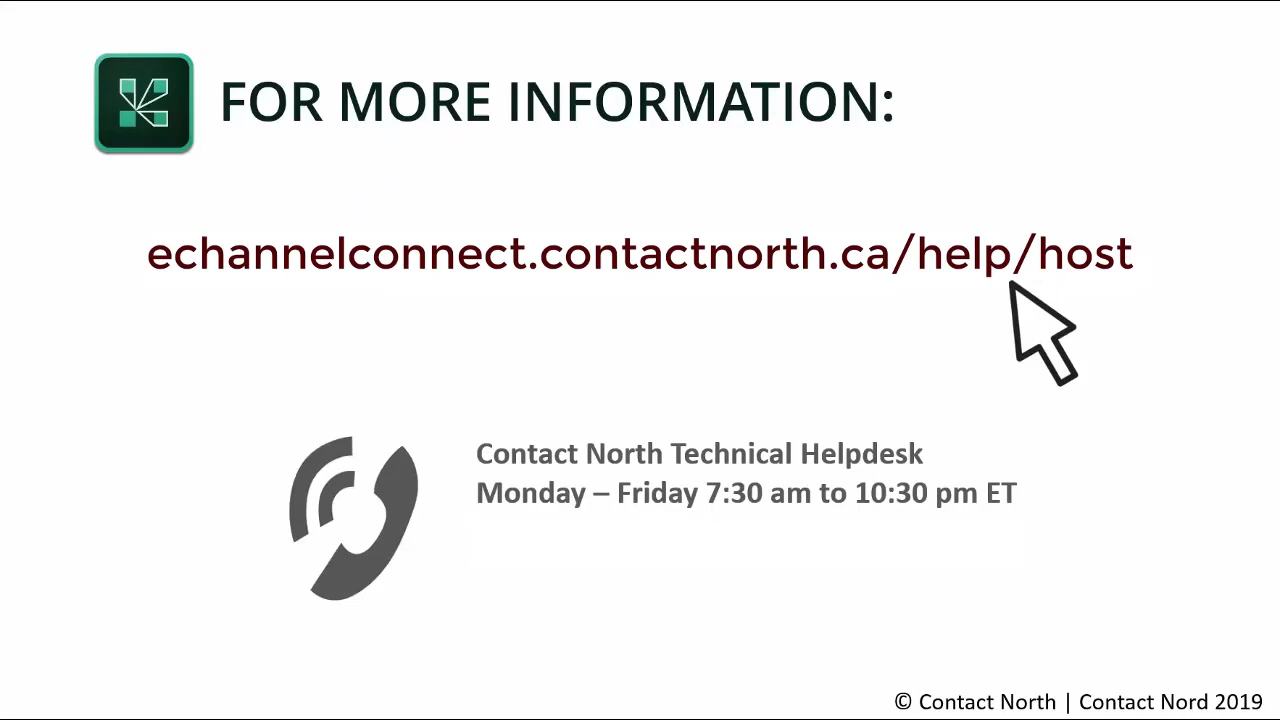 FOR MORE INFORMATION:
echannelconnect.contactnorth.ca/help/host
Contact North Technical Helpdesk
Monday – Friday 7:30 am to 10:30 pm ET
© Contact North | Contact Nord 2019